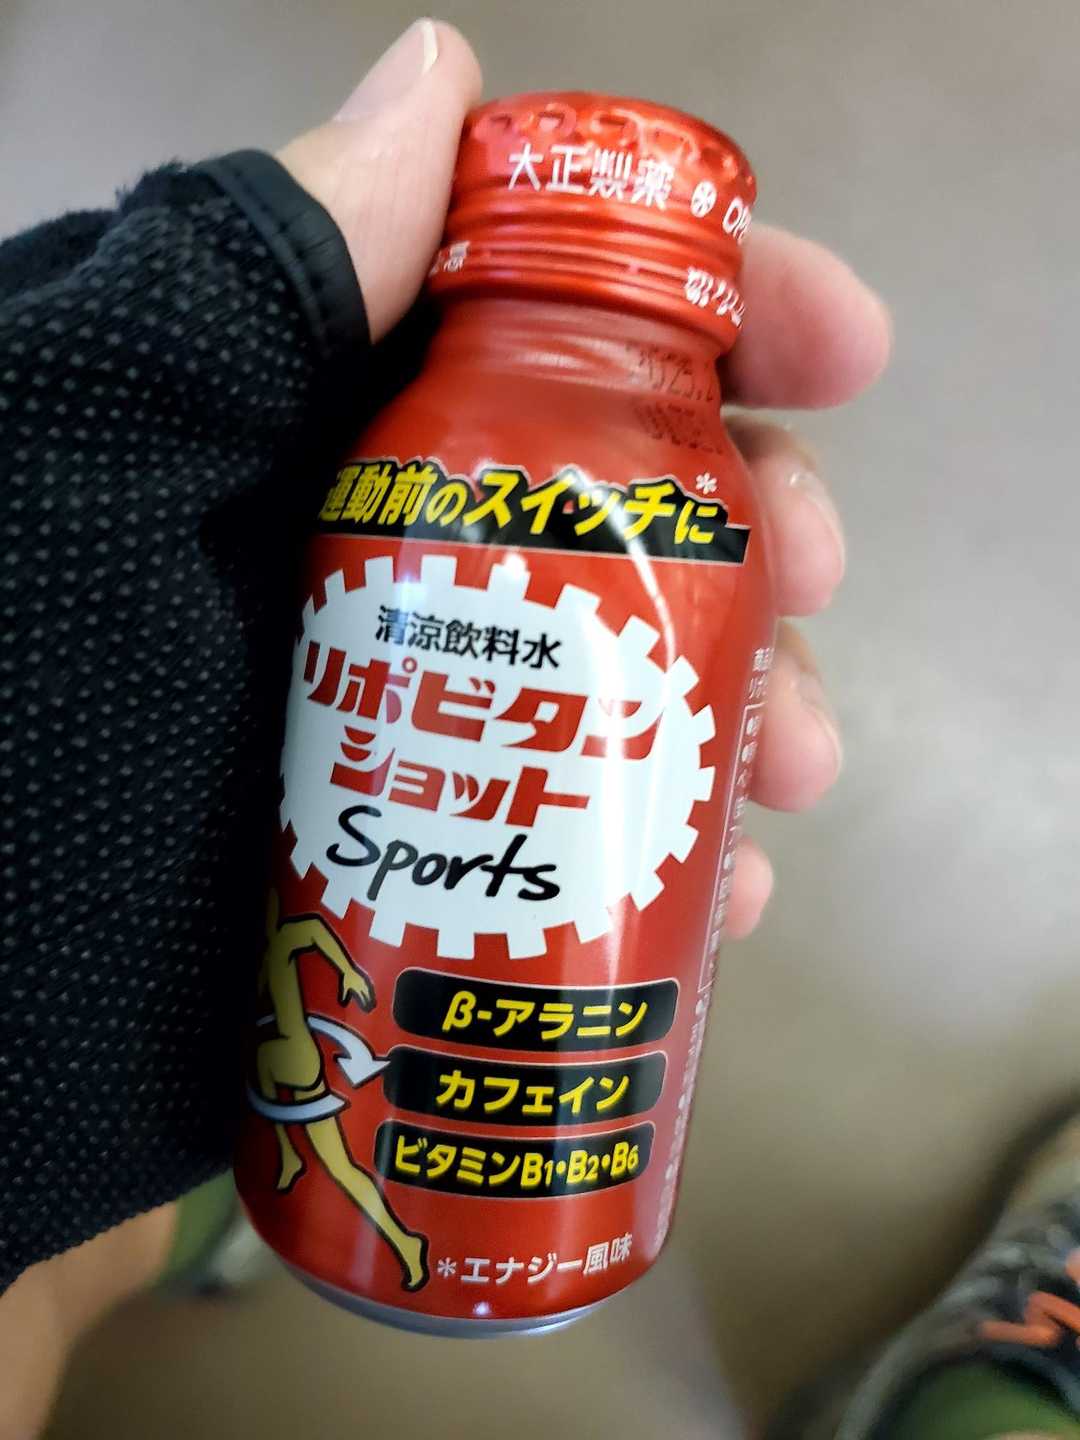 大正製薬
運動前のスイッチに*
清涼飲料水
リポビタン
ショット
Sports
β-アラニン
カフェイン
ビタミンB1・B2・B6
*エナジー風味